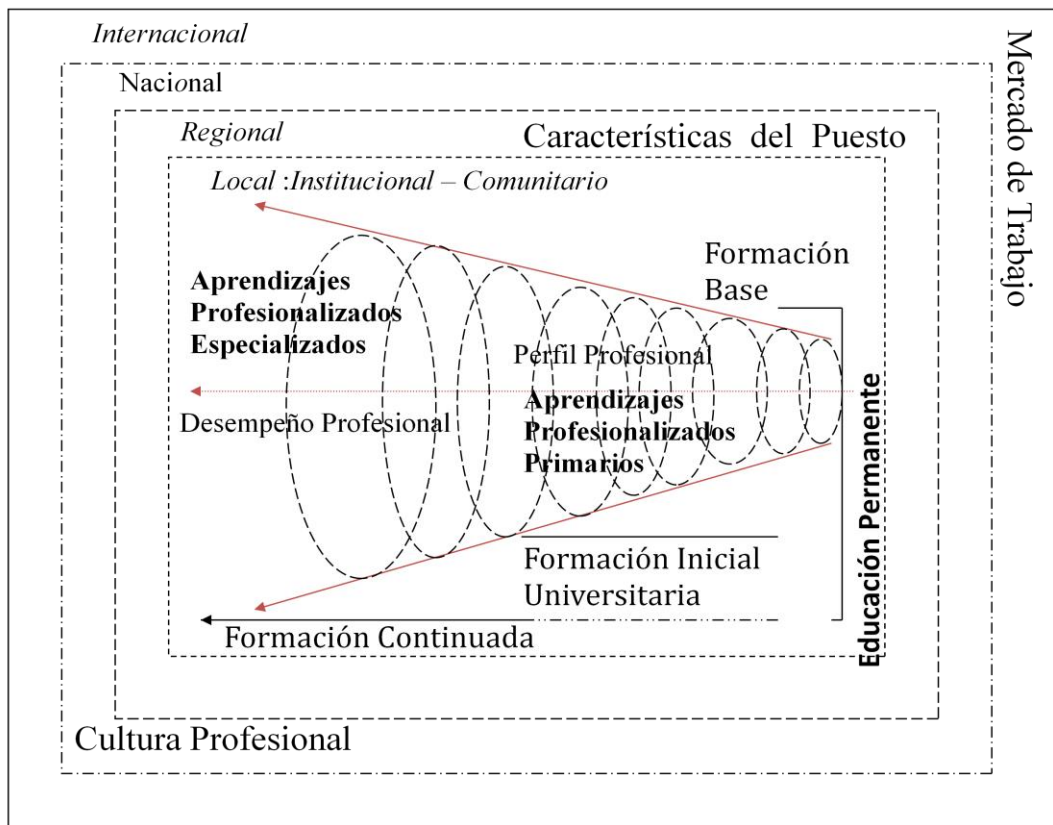 Internacional
Mercado de Trabajo
Nacional
Regional
Características del Puesto
Local :Institucional – Comunitario
Formación
Base
Aprendizajes
Profesionalizados
Especializados
Perfil Profesional
Desempeño Profesional
Aprendizajes
Profesionalizados
Primarios
Educación Permanente
Formación Inicial
Universitaria
Formación Continuada
Cultura Profesional